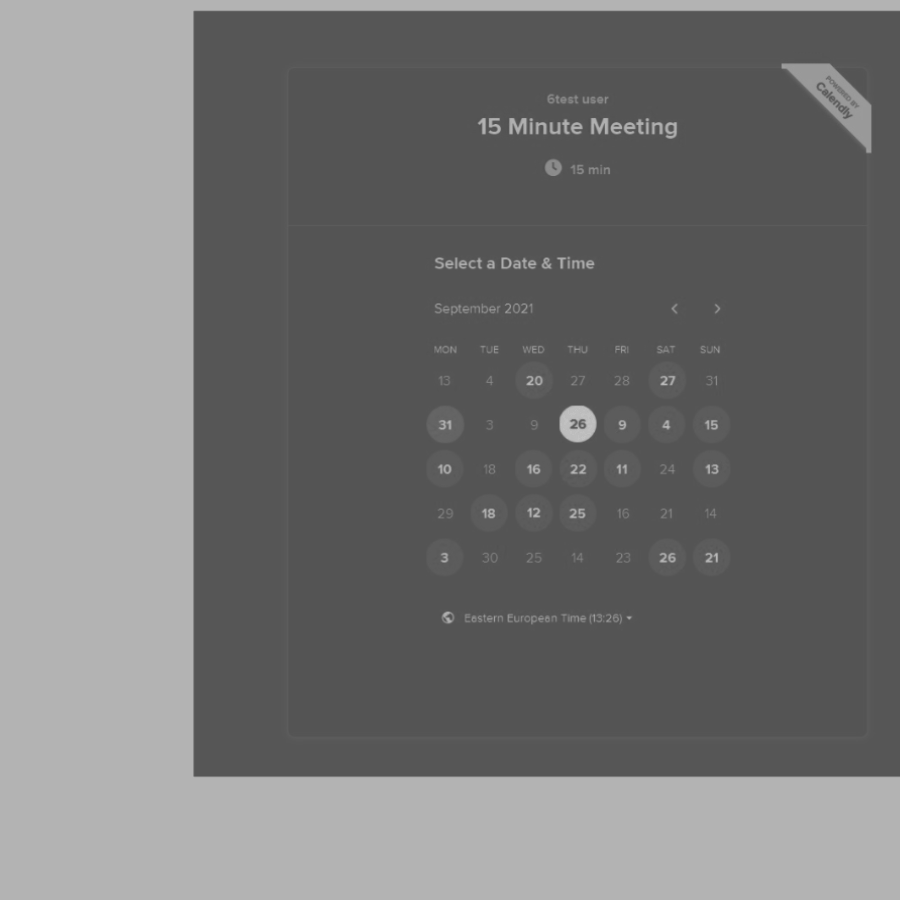 POWERED BY
Calendly
6test user
15 Minute Meeting
15 min
Select a Date & Time
September 2021
MON TUE WED THU FRI SAT SUN
13 4 20 27 28 27 31
31 3 9 26 9 4 15
10 18 16 22 11 24 13
29 18 12 25 16 21 14
3 30 25 14 23 26 21
Eastern European Time (13:26)